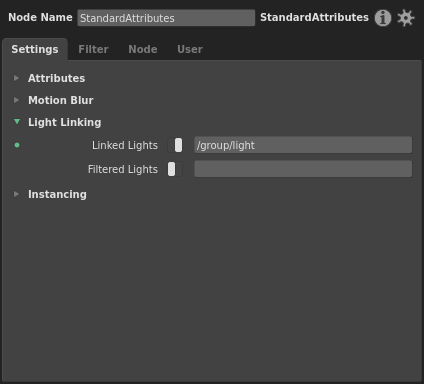 Node Name StandardAttributes StandardAttributes
Settings Filter Node User
Attributes
Motion Blur
Light Linking
Linked Lights /group/light
Filtered Lights
Instancing